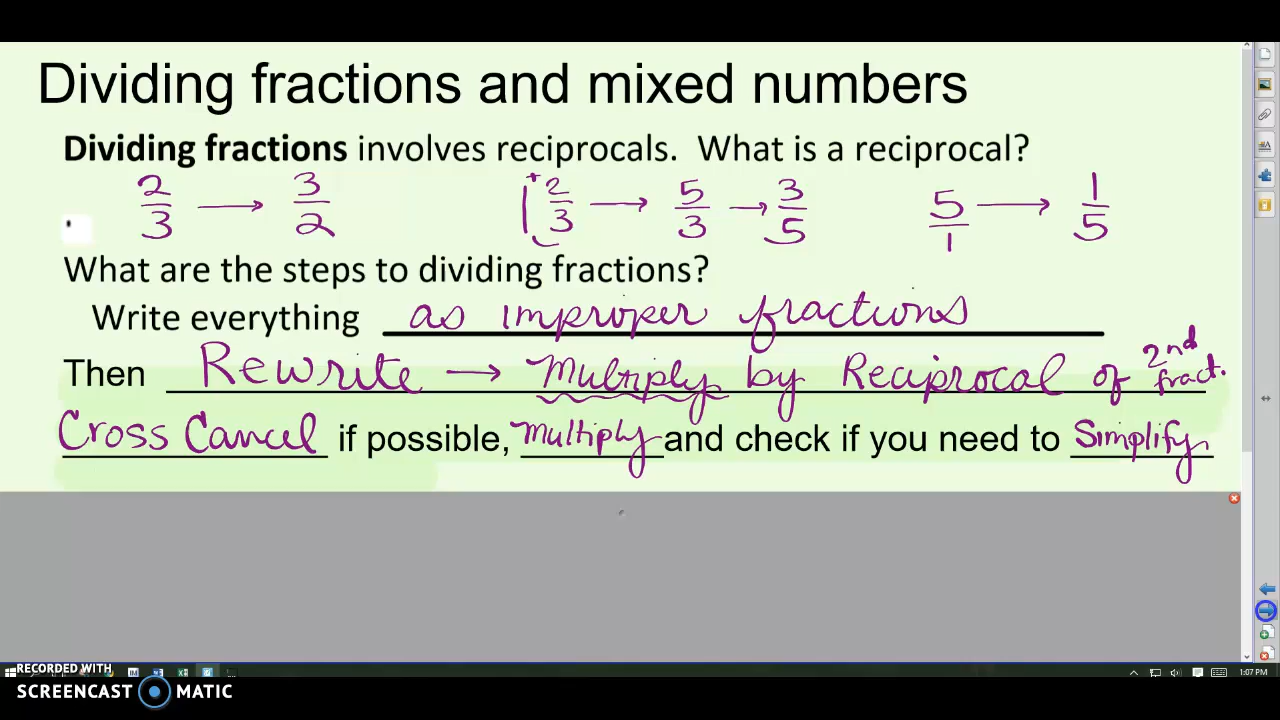 Dividing fractions and mixed numbers
Dividing fractions involves reciprocals. What is a reciprocal?
2/3 → 3/2 1 2/3 → 5/3 → 3/5 5/1 → 1/5
What are the steps to dividing fractions?
Write everything as improper fractions
Then Rewrite → Multiply by Reciprocal of 2nd fract.
Cross Cancel if possible, Multiply and check if you need to Simplify
1:07 PM
RECORDED WITH
SCREENCAST MATIC